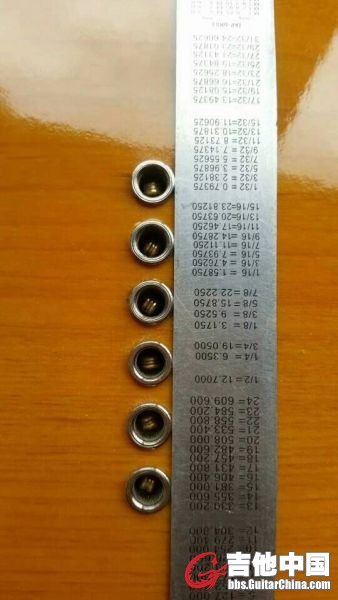 11 = 279.400
12 = 304.800
13 = 330.200
14 = 355.600
15 = 381.000
16 = 406.400
17 = 431.800
18 = 457.200
19 = 482.600
20 = 508.000
21 = 533.400
22 = 558.800
23 = 584.200
24 = 609.600
1/2=12.7000
1/4 = 6.3500
3/4=19.0500
1/8 = 3.1750
3/8 = 9.5250
5/8=15.8750
7/8=22.2250
1/16 = 1.58750
3/16 = 4.76250
5/16 = 7.93750
7/16=11.11250
9/16=14.28750
11/16=17.46250
13/16=20.63750
15/16=23.81250
1/32 = 0.79375
3/32 = 2.38125
5/32 = 3.96875
7/32 = 5.55625
9/32 = 7.14375
11/32= 8.73125
13/32=10.31875
15/32=11.90625
17/32=13.49375
19/32=15.08125
21/32=16.66875
23/32=18.25625
25/32=19.84375
27/32=21.43125
29/32=23.01875
31/32=24.60625
TAP DRILL
吉他中国
bbs.GuitarChina.com